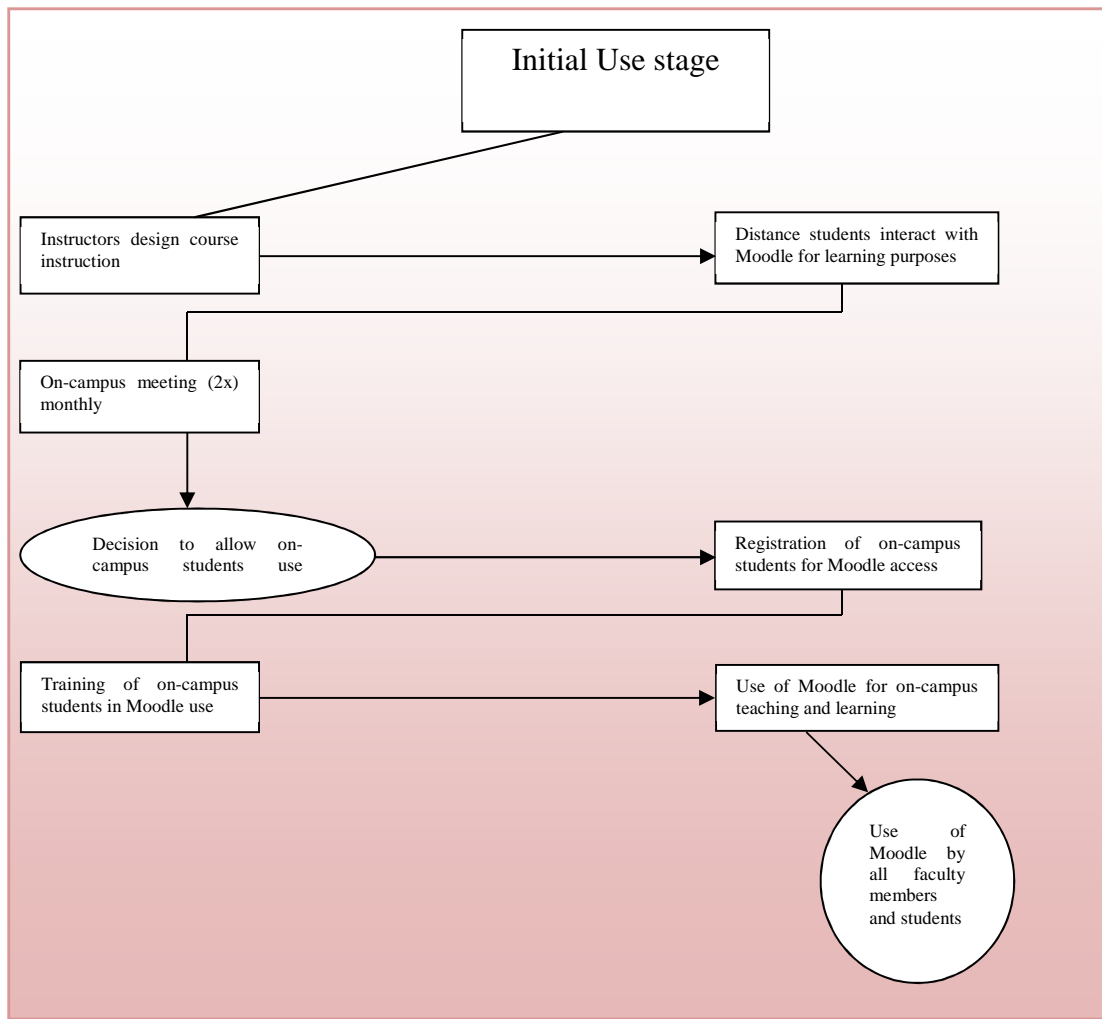 Initial Use stage
Instructors design course
instruction
Distance students interact with
Moodle for learning purposes
On-campus meeting (2x)
monthly
Decision to allow on-
campus students use
Registration of on-campus
students for Moodle access
Training of on-campus
students in Moodle use
Use of Moodle for on-campus
teaching and learning
Use of
Moodle by
all faculty
members
and students